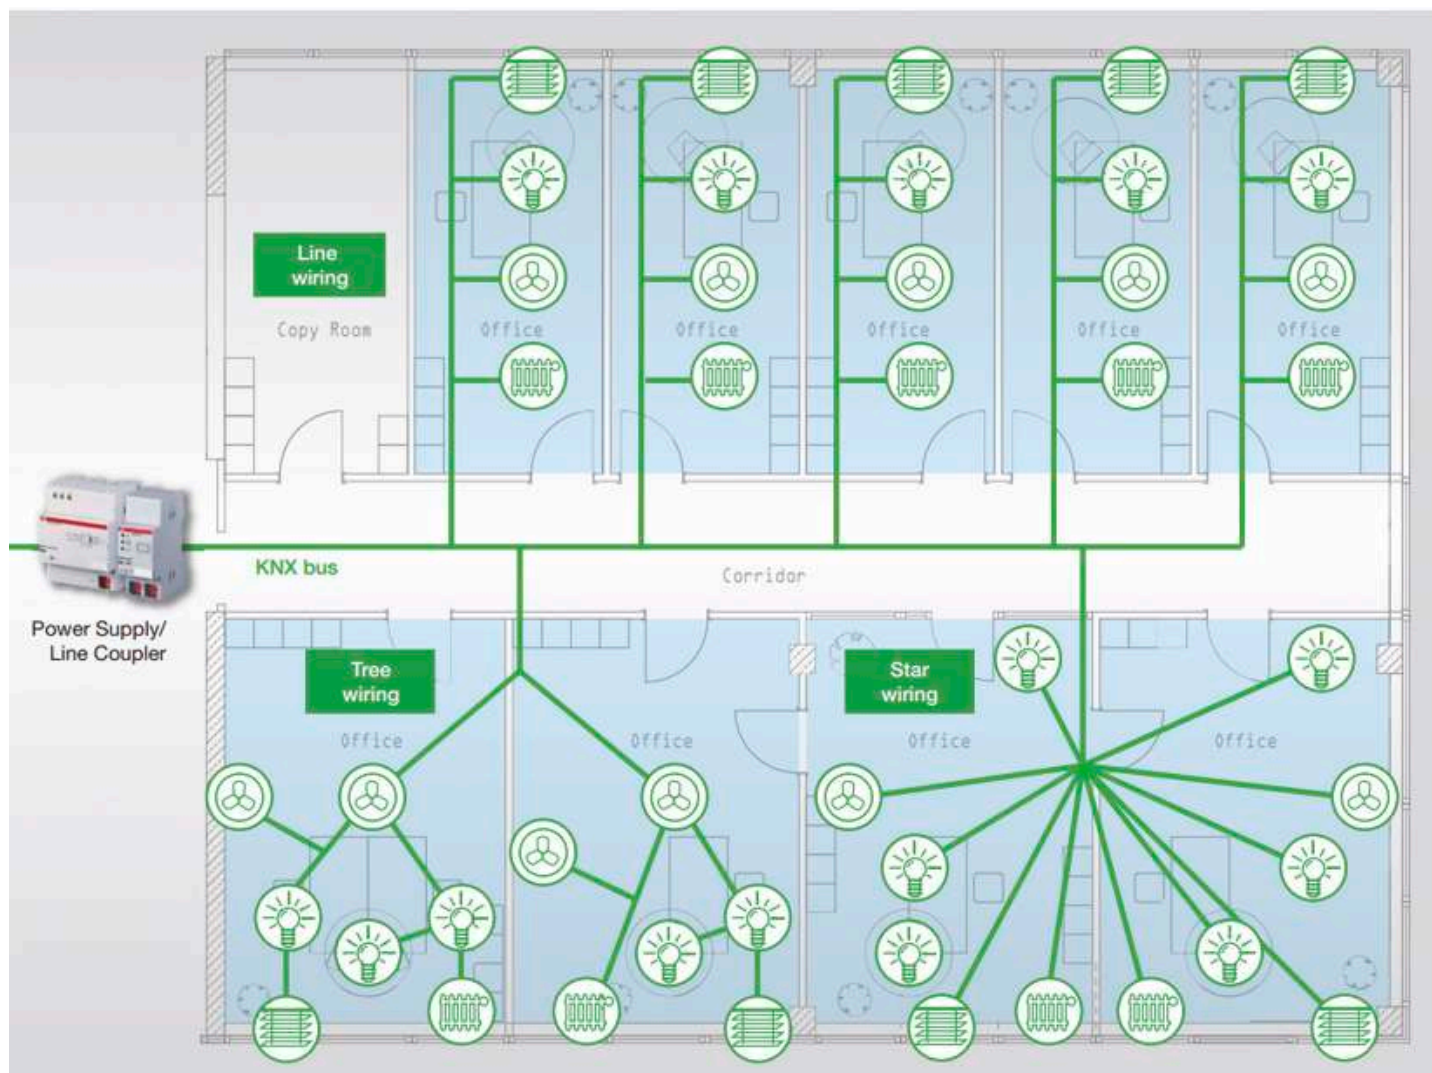 Line
wiring
Copy Room
Office
Office
Office
Office
Office
KNX bus
Corridor
Power Supply/
Line Coupler
Tree
wiring
Star
wiring
Office
Office
Office
Office